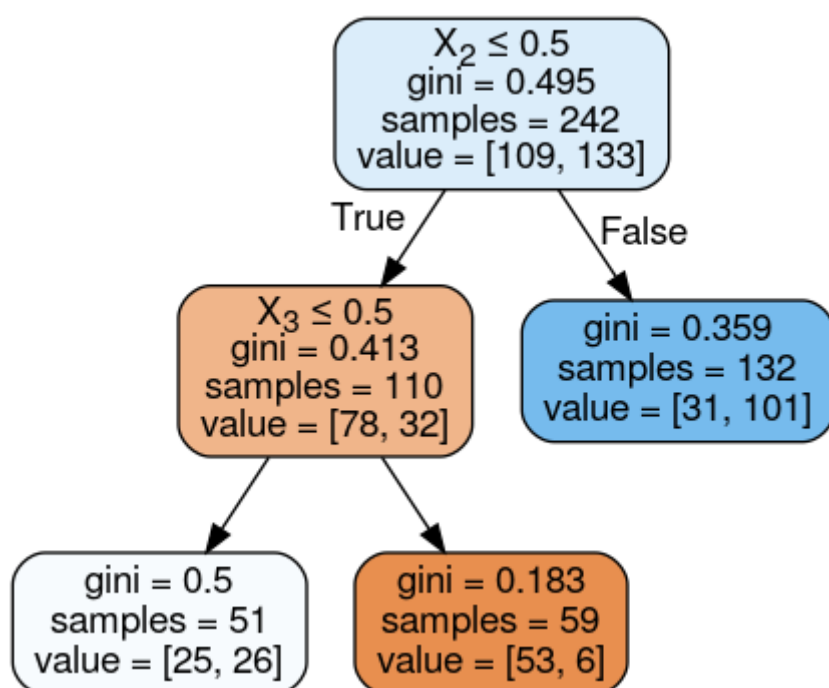 X₂ ≤ 0.5
gini = 0.495
samples = 242
value = [109, 133]
True
False
X₃ ≤ 0.5
gini = 0.413
samples = 110
value = [78, 32]
gini = 0.359
samples = 132
value = [31, 101]
gini = 0.5
samples = 51
value = [25, 26]
gini = 0.183
samples = 59
value = [53, 6]